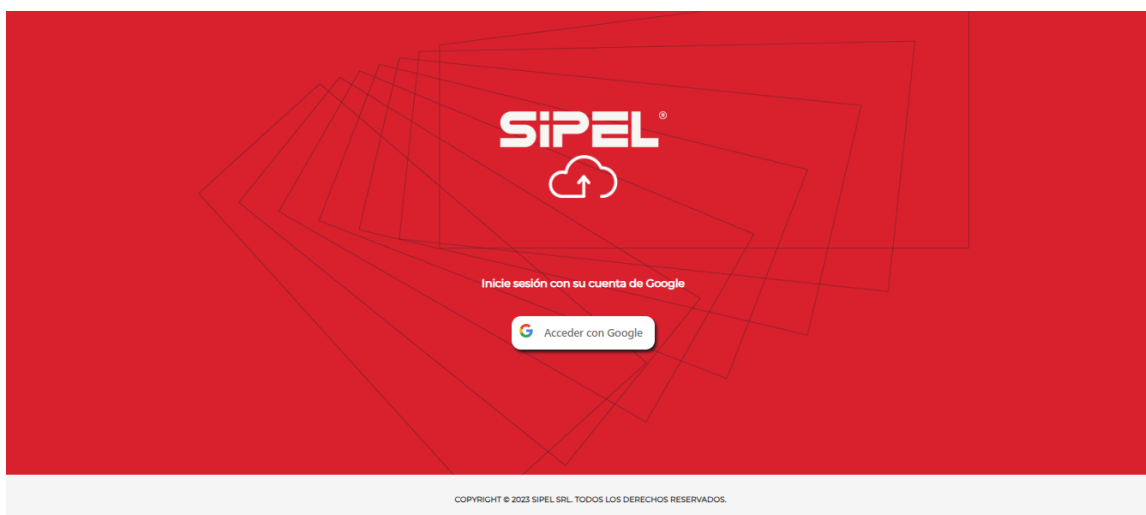 SiPEL®
Inicie sesión con su cuenta de Google
Acceder con Google
COPYRIGHT © 2023 SIPEL SRL. TODOS LOS DERECHOS RESERVADOS.